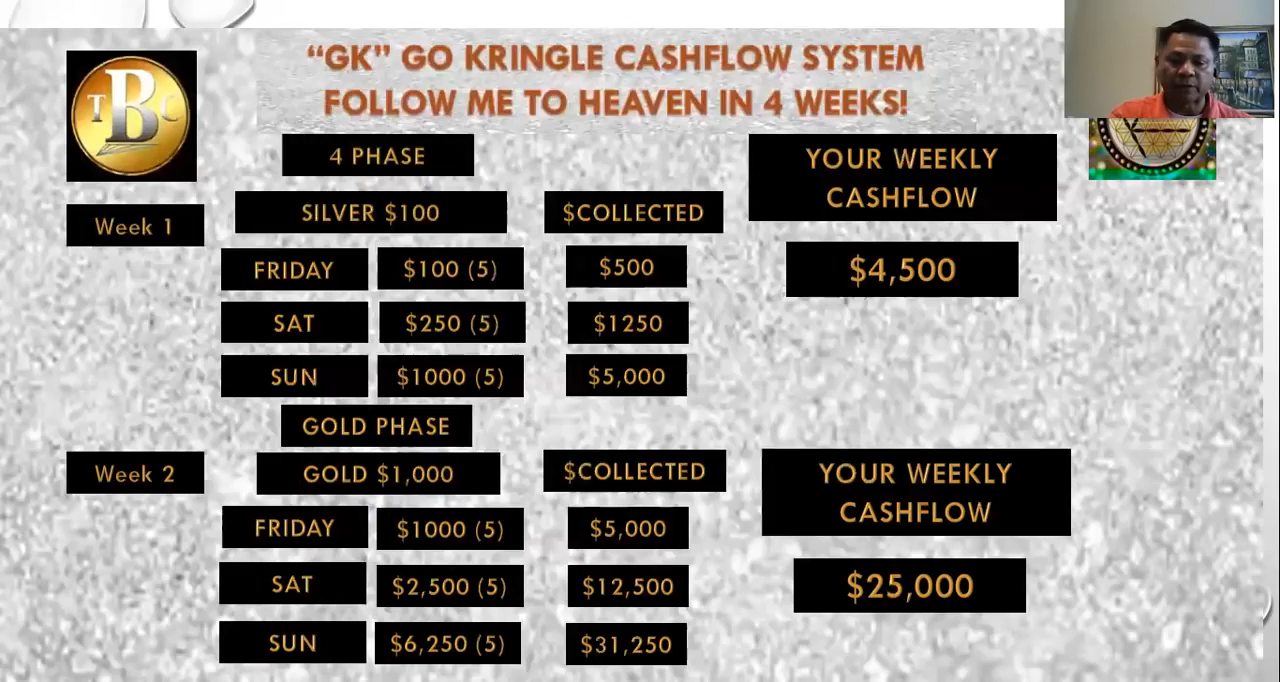 “GK” GO KRINGLE CASHFLOW SYSTEM
FOLLOW ME TO HEAVEN IN 4 WEEKS!
TBC
4 PHASE
YOUR WEEKLY
CASHFLOW
Week 1
SILVER $100
$COLLECTED
FRIDAY
$100 (5)
$500
$4,500
SAT
$250 (5)
$1250
SUN
$1000 (5)
$5,000
GOLD PHASE
Week 2
GOLD $1,000
$COLLECTED
YOUR WEEKLY
CASHFLOW
FRIDAY
$1000 (5)
$5,000
SAT
$2,500 (5)
$12,500
$25,000
SUN
$6,250 (5)
$31,250